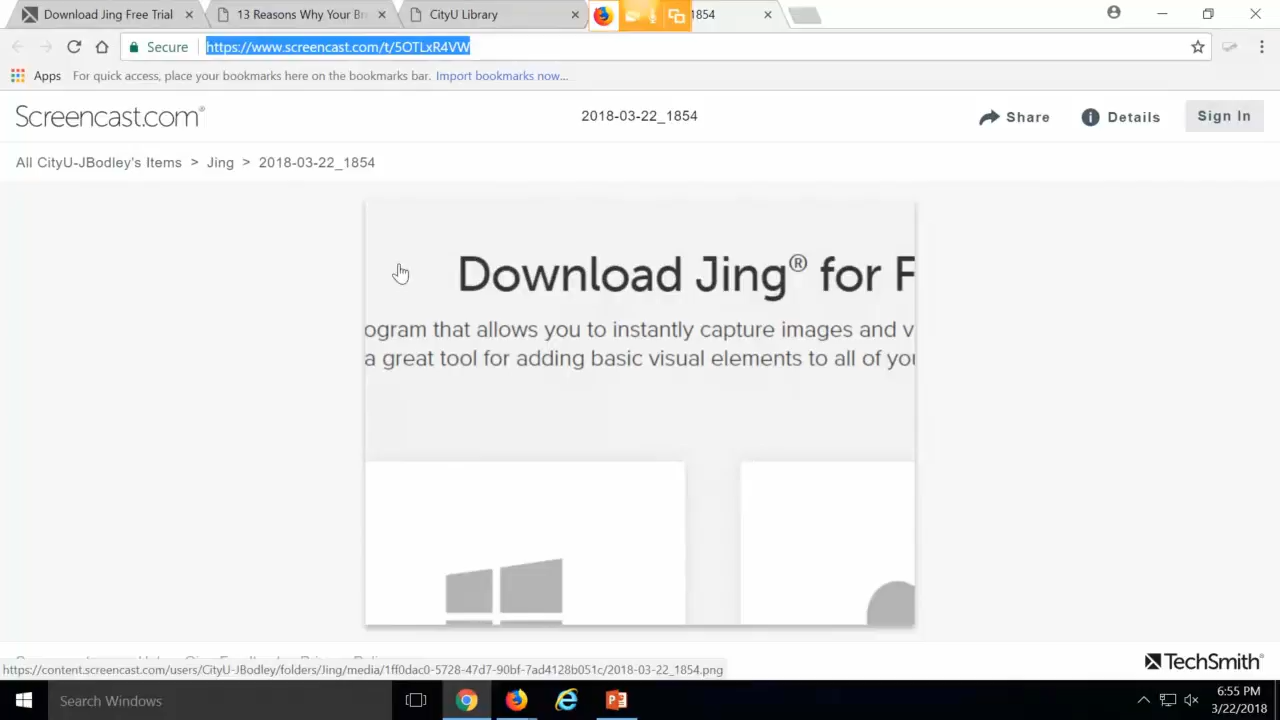 Download Jing Free Trial
13 Reasons Why Your Br
CityU Library
1854
Secure
https://www.screencast.com/t/5OTLxR4VW
Apps
For quick access, place your bookmarks here on the bookmarks bar. Import bookmarks now...
Screencast.com®
2018-03-22_1854
Share
Details
Sign In
All CityU-JBodley's Items > Jing > 2018-03-22_1854
Download Jing® for F
ogram that allows you to instantly capture images and v
a great tool for adding basic visual elements to all of you
https://content.screencast.com/users/CityU-JBodley/folders/Jing/media/1ff0dac0-5728-47d7-90bf-7ad4128b051c/2018-03-22_1854.png
TechSmith®
Search Windows
6:55 PM
3/22/2018